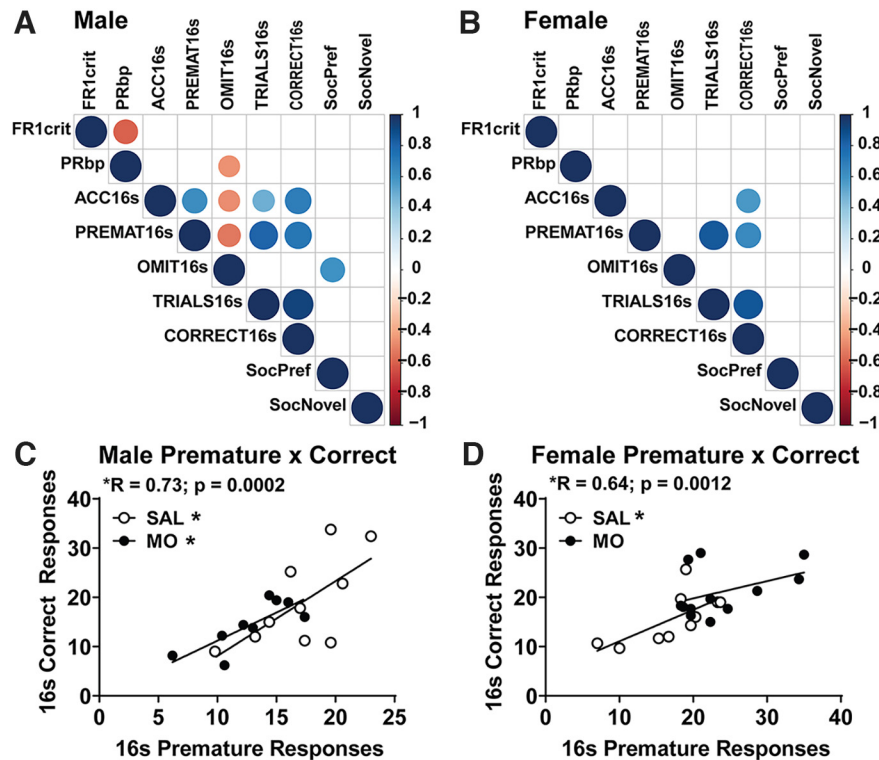 A Male
FR1crit PRbp ACC16s PREMAT16s OMIT16s TRIALS16s CORRECT16s SocPref SocNovel
FR1crit
PRbp
ACC16s
PREMAT16s
OMIT16s
TRIALS16s
CORRECT16s
SocPref
SocNovel
1
0.8
0.6
0.4
0.2
0
−0.2
−0.4
−0.6
−0.8
−1
B Female
FR1crit PRbp ACC16s PREMAT16s OMIT16s TRIALS16s CORRECT16s SocPref SocNovel
FR1crit
PRbp
ACC16s
PREMAT16s
OMIT16s
TRIALS16s
CORRECT16s
SocPref
SocNovel
1
0.8
0.6
0.4
0.2
0
−0.2
−0.4
−0.6
−0.8
−1
C Male Premature x Correct
*R = 0.73; p = 0.0002
SAL *
MO *
16s Correct Responses
40
30
20
10
0
0 5 10 15 20 25
16s Premature Responses
D Female Premature x Correct
*R = 0.64; p = 0.0012
SAL *
MO
16s Correct Responses
40
30
20
10
0
0 10 20 30 40
16s Premature Responses